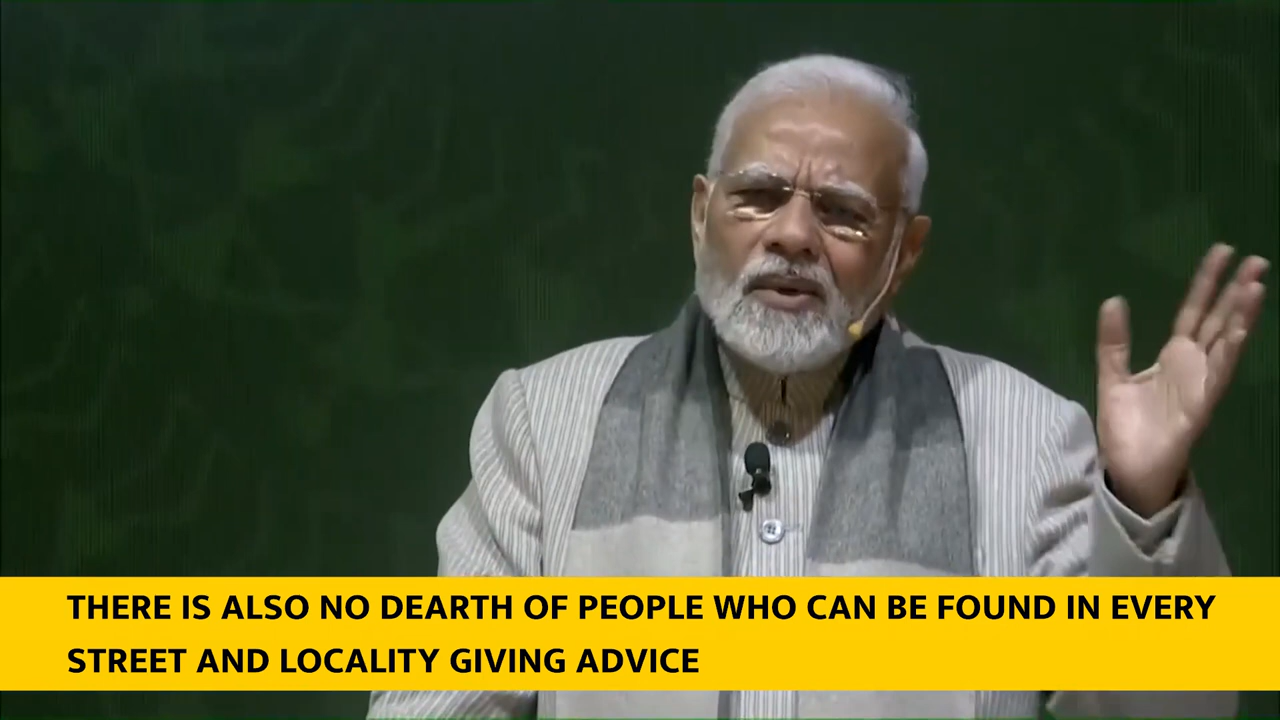 THERE IS ALSO NO DEARTH OF PEOPLE WHO CAN BE FOUND IN EVERY
STREET AND LOCALITY GIVING ADVICE